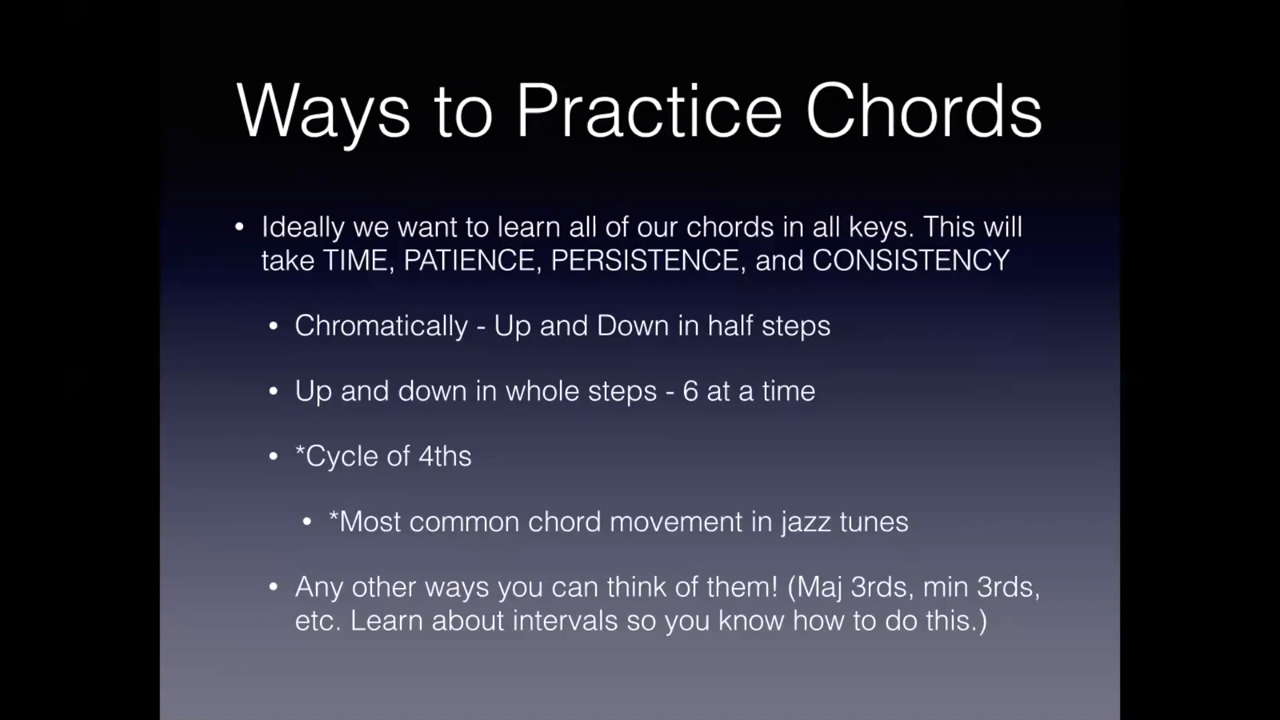 Ways to Practice Chords
• Ideally we want to learn all of our chords in all keys. This will
take TIME, PATIENCE, PERSISTENCE, and CONSISTENCY
• Chromatically - Up and Down in half steps
• Up and down in whole steps - 6 at a time
• *Cycle of 4ths
• *Most common chord movement in jazz tunes
• Any other ways you can think of them! (Maj 3rds, min 3rds,
etc. Learn about intervals so you know how to do this.)